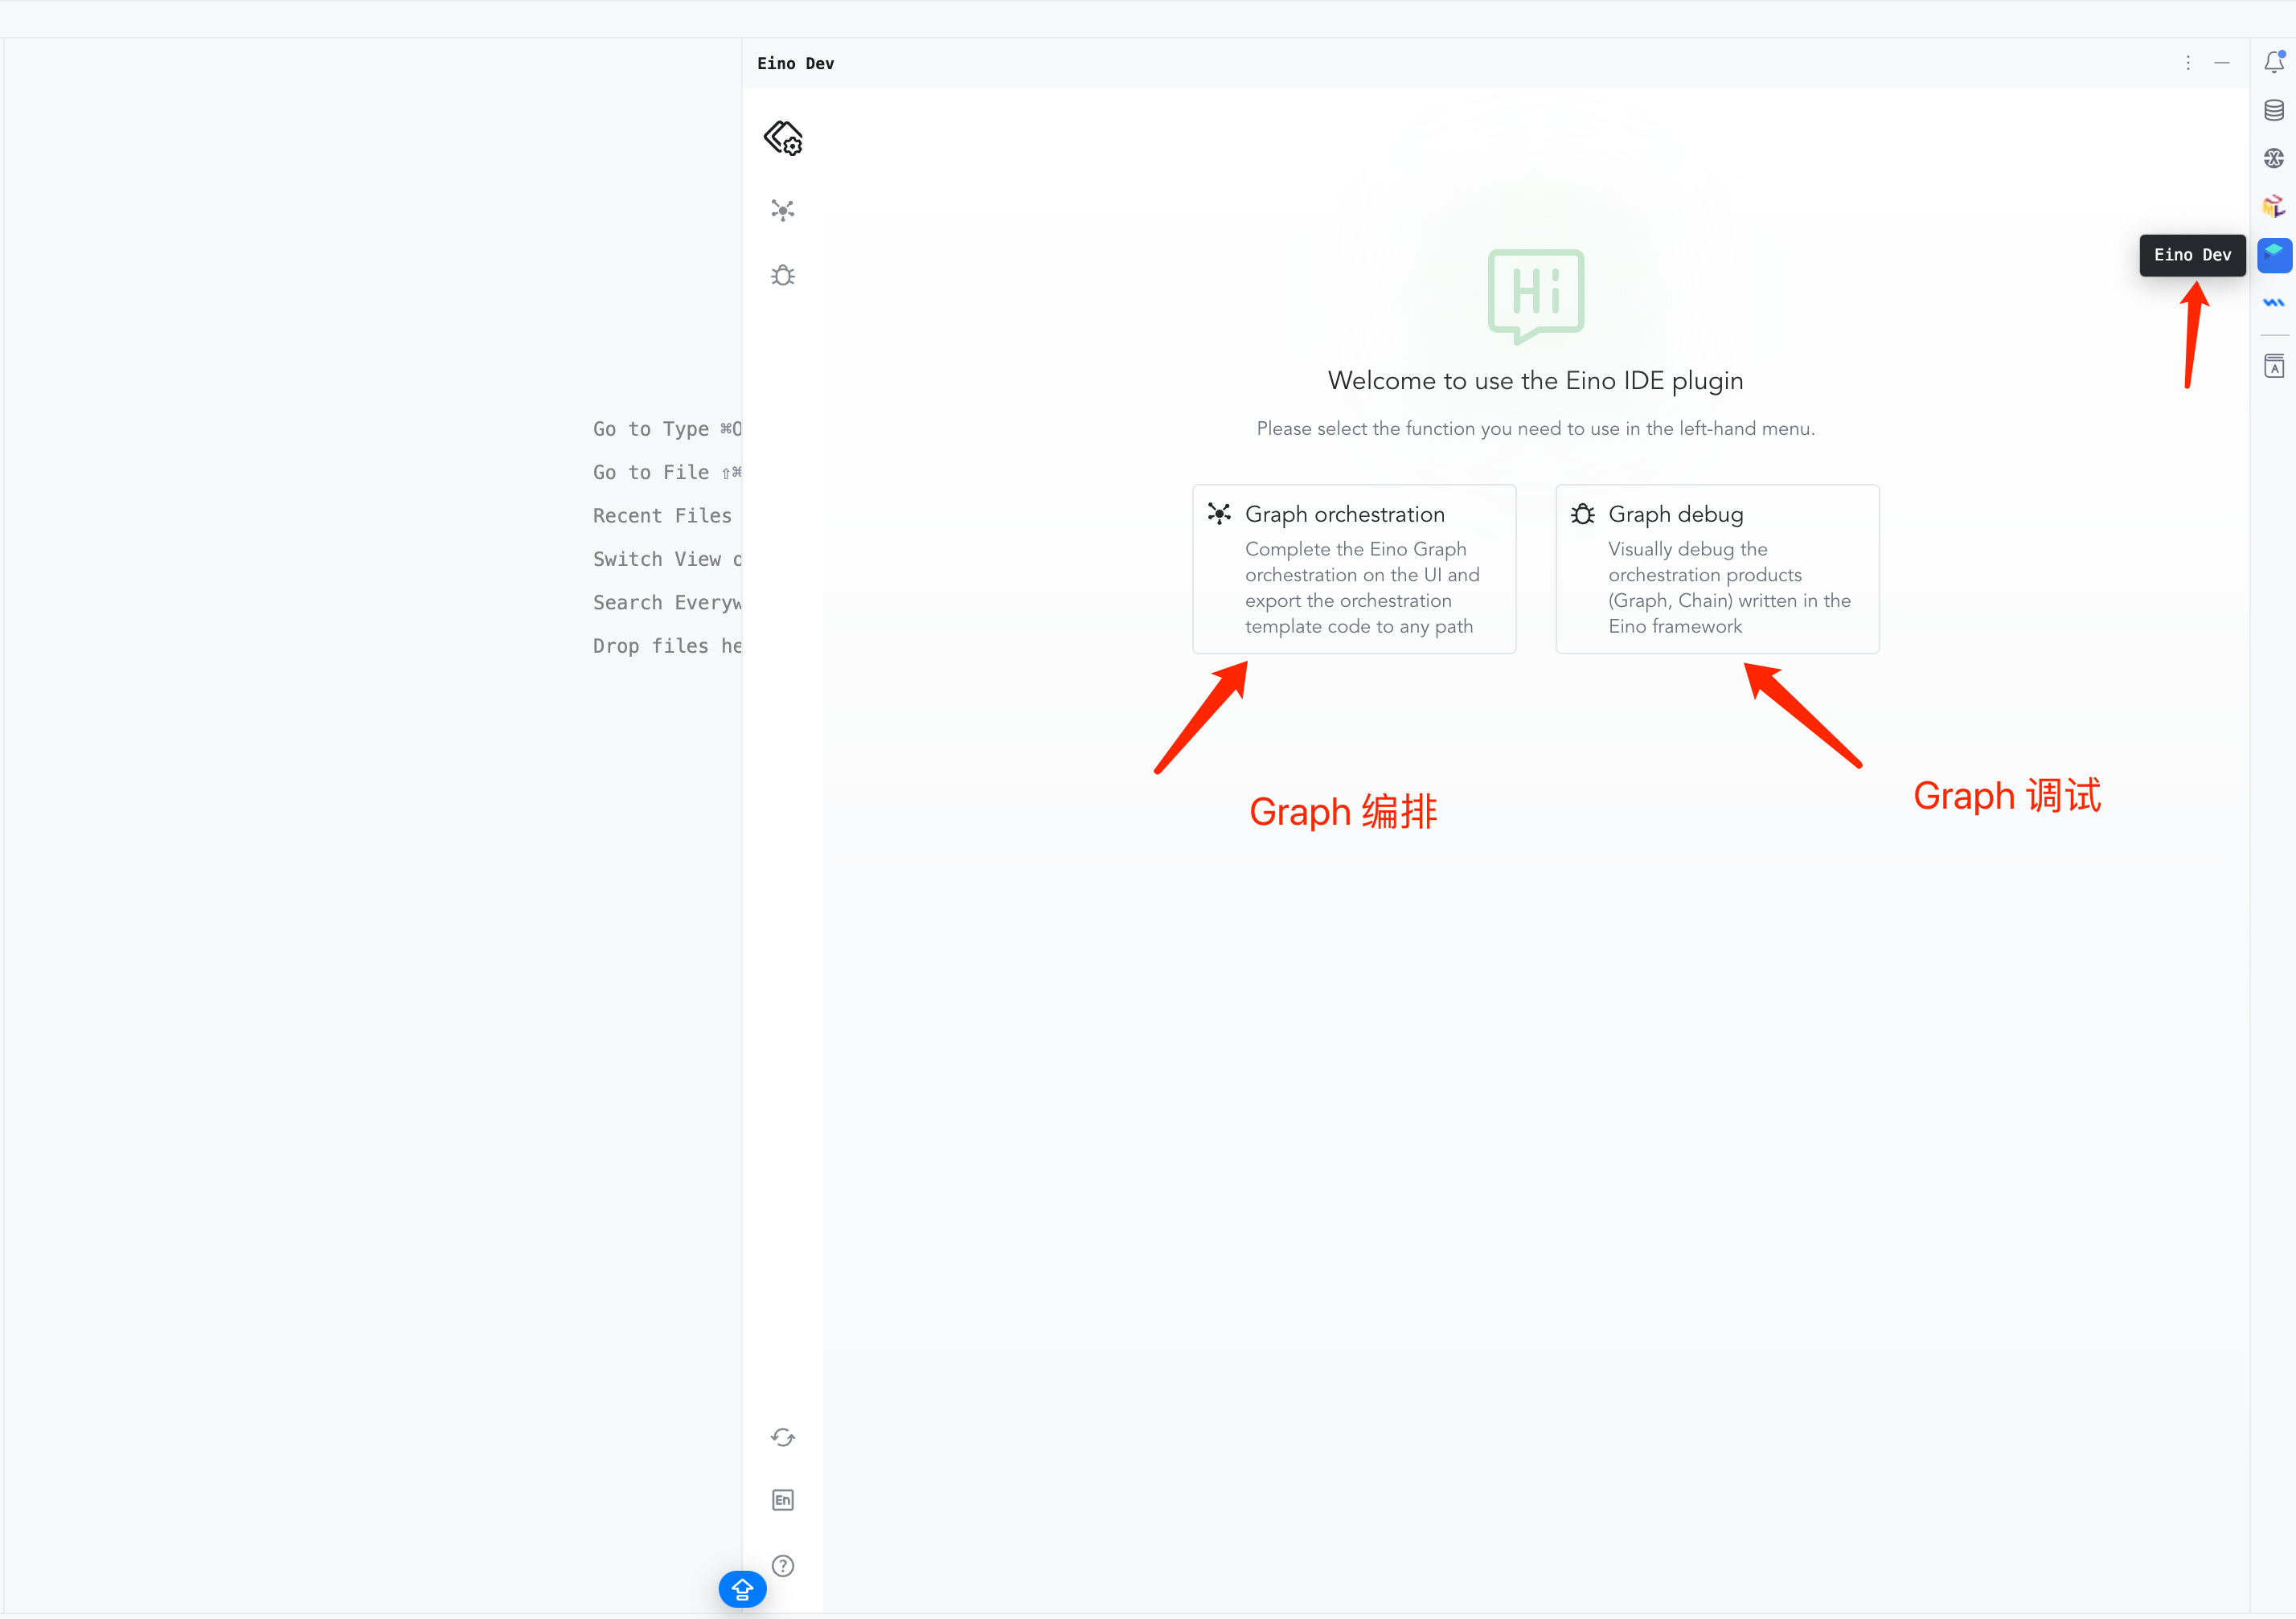 Eino Dev
Eino Dev
Hi
Welcome to use the Eino IDE plugin
Please select the function you need to use in the left-hand menu.
Go to Type ⌘O
Go to File ⇧⌘
Recent Files
Switch View
Search Everyw
Drop files he
Graph orchestration
Complete the Eino Graph
orchestration on the UI and
export the orchestration
template code to any path
Graph debug
Visually debug the
orchestration products
(Graph, Chain) written in the
Eino framework
Graph 编排
Graph 调试
En